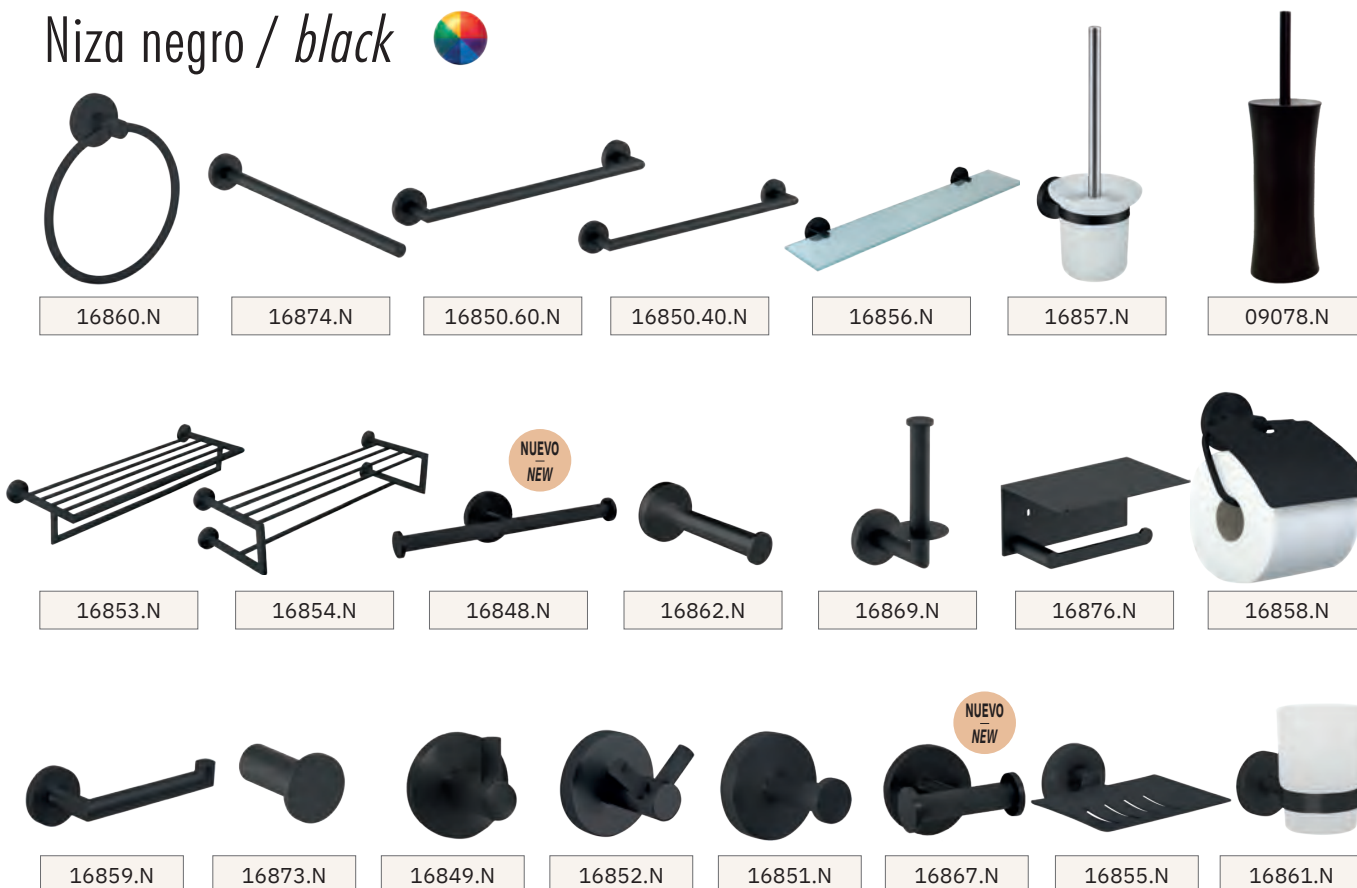 Niza negro / black
16860.N
16874.N
16850.60.N
16850.40.N
16856.N
16857.N
09078.N
NUEVO
NEW
16853.N
16854.N
16848.N
16862.N
16869.N
16876.N
16858.N
NUEVO
NEW
16859.N
16873.N
16849.N
16852.N
16851.N
16867.N
16855.N
16861.N